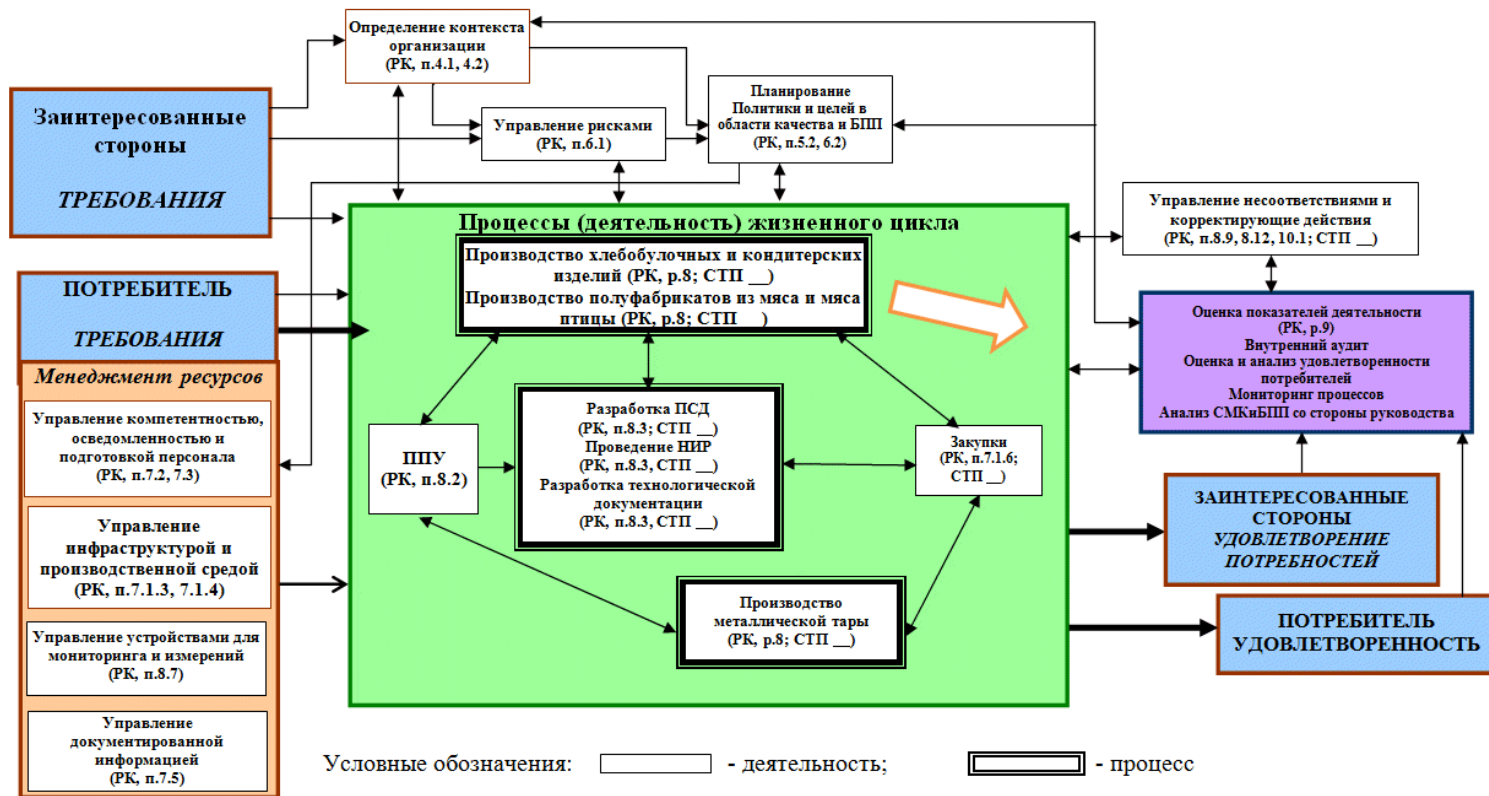 Определение контекста
организации
(РК, п.4.1, 4.2)
Заинтересованные
стороны
ТРЕБОВАНИЯ
Управление рисками
(РК, п.6.1)
Планирование
Политики и целей в
области качества и БПП
(РК, п.5.2, 6.2)
Управление несоответствиями и
корректирующие действия
(РК, п.8.9, 8.12, 10.1; СТП __)
ПОТРЕБИТЕЛЬ
ТРЕБОВАНИЯ
Менеджмент ресурсов
Управление компетентностью,
осведомленностью и
подготовкой персонала
(РК, п.7.2, 7.3)
Управление
инфраструктурой и
производственной средой
(РК, п.7.1.3, 7.1.4)
Управление устройствами для
мониторинга и измерений
(РК, п.8.7)
Управление
документированной
информацией
(РК, п.7.5)
Процессы (деятельность) жизненного цикла
Производство хлебобулочных и кондитерских
изделий (РК, р.8; СТП __)
Производство полуфабрикатов из мяса и мяса
птицы (РК, р.8; СТП __)
ППУ
(РК, п.8.2)
Разработка ПСД
(РК, п.8.3; СТП __)
Проведение НИР
(РК, п.8.3, СТП __)
Разработка технологической
документации
(РК, п.8.3, СТП __)
Закупки
(РК, п.7.1.6;
СТП __)
Производство
металлической тары
(РК, р.8; СТП __)
Оценка показателей деятельности
(РК, р.9)
Внутренний аудит
Оценка и анализ удовлетворенности
потребителей
Мониторинг процессов
Анализ СМКиБПП со стороны руководства
ЗАИНТЕРЕСОВАННЫЕ
СТОРОНЫ
УДОВЛЕТВОРЕНИЕ
ПОТРЕБНОСТЕЙ
ПОТРЕБИТЕЛЬ
УДОВЛЕТВОРЕННОСТЬ
Условные обозначения: - деятельность; - процесс